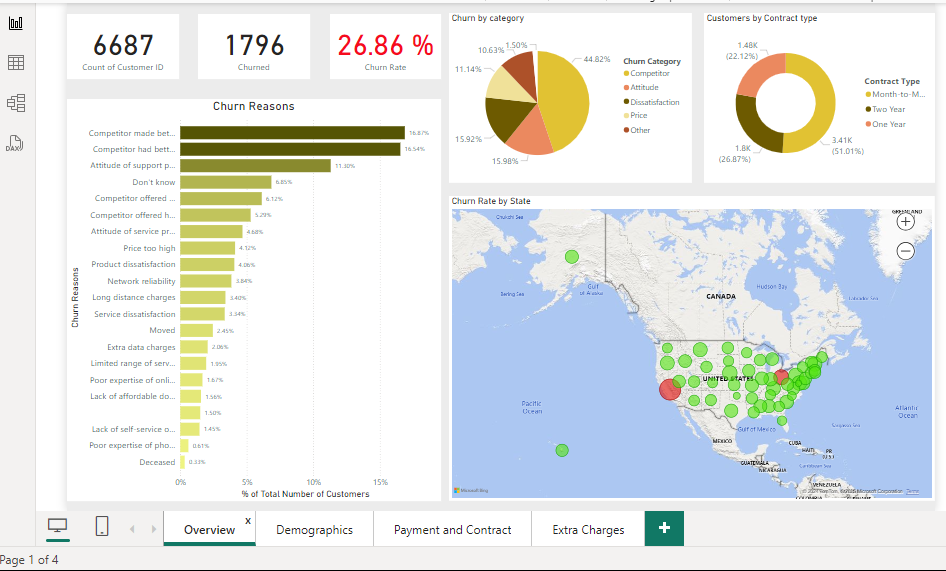 6687
Count of Customer ID
1796
Churned
26.86 %
Churn Rate
Churn Reasons
Churn Reasons
Competitor made bet...
16.87%
Competitor had bett...
16.54%
Attitude of support p...
11.30%
Don't know
6.85%
Competitor offered ...
6.12%
Competitor offered h...
5.29%
Attitude of service pr...
4.68%
Price too high
4.12%
Product dissatisfaction
4.06%
Network reliability
3.84%
Long distance charges
3.40%
Service dissatisfaction
3.34%
Moved
2.45%
Extra data charges
2.06%
Limited range of serv...
1.95%
Poor expertise of onli...
1.67%
Lack of affordable do...
1.56%
1.50%
Lack of self-service o...
1.45%
Poor expertise of pho...
0.61%
Deceased
0.33%
0%
5%
10%
15%
% of Total Number of Customers
Churn by category
1.50%
10.63%
11.14%
15.92%
15.98%
44.82%
Churn Category
Competitor
Attitude
Dissatisfaction
Price
Other
Customers by Contract type
1.48K
(22.12%)
1.8K
(26.87%)
3.41K
(51.01%)
Contract Type
Month-to-M...
Two Year
One Year
Churn Rate by State
Chukchi Sea
GREENLAND
Bering Sea
Gulf
of Alaska
Hudson Bay
CANADA
Labrador Sea
UNITED STATES
Pacific
Ocean
Atlantic
Ocean
Sargasso Sea
Gulf of Mexico
MEXICO
CUBA
HAITI
PR
(U.S.)
GUATEMALA
NICARAGUA
Caribbean Sea
VENEZUELA
COLOMBIA
Microsoft Bing
Microsoft Corporation
Terms
DAX
Overview
x
Demographics
Payment and Contract
Extra Charges
+
Page 1 of 4